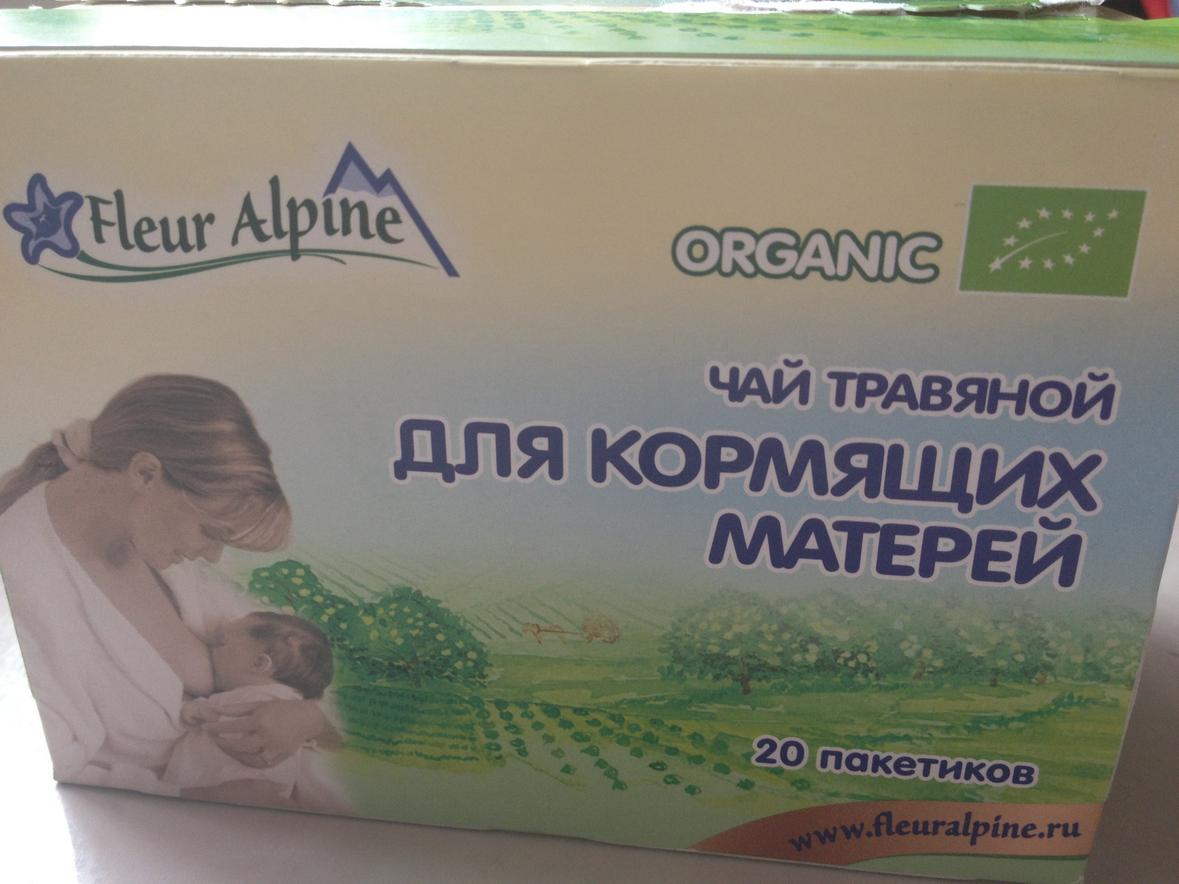 Fleur Alpine
ORGANIC
ЧАЙ ТРАВЯНОЙ
ДЛЯ КОРМЯЩИХ
МАТЕРЕЙ
20 пакетиков
www.fleuralpine.ru